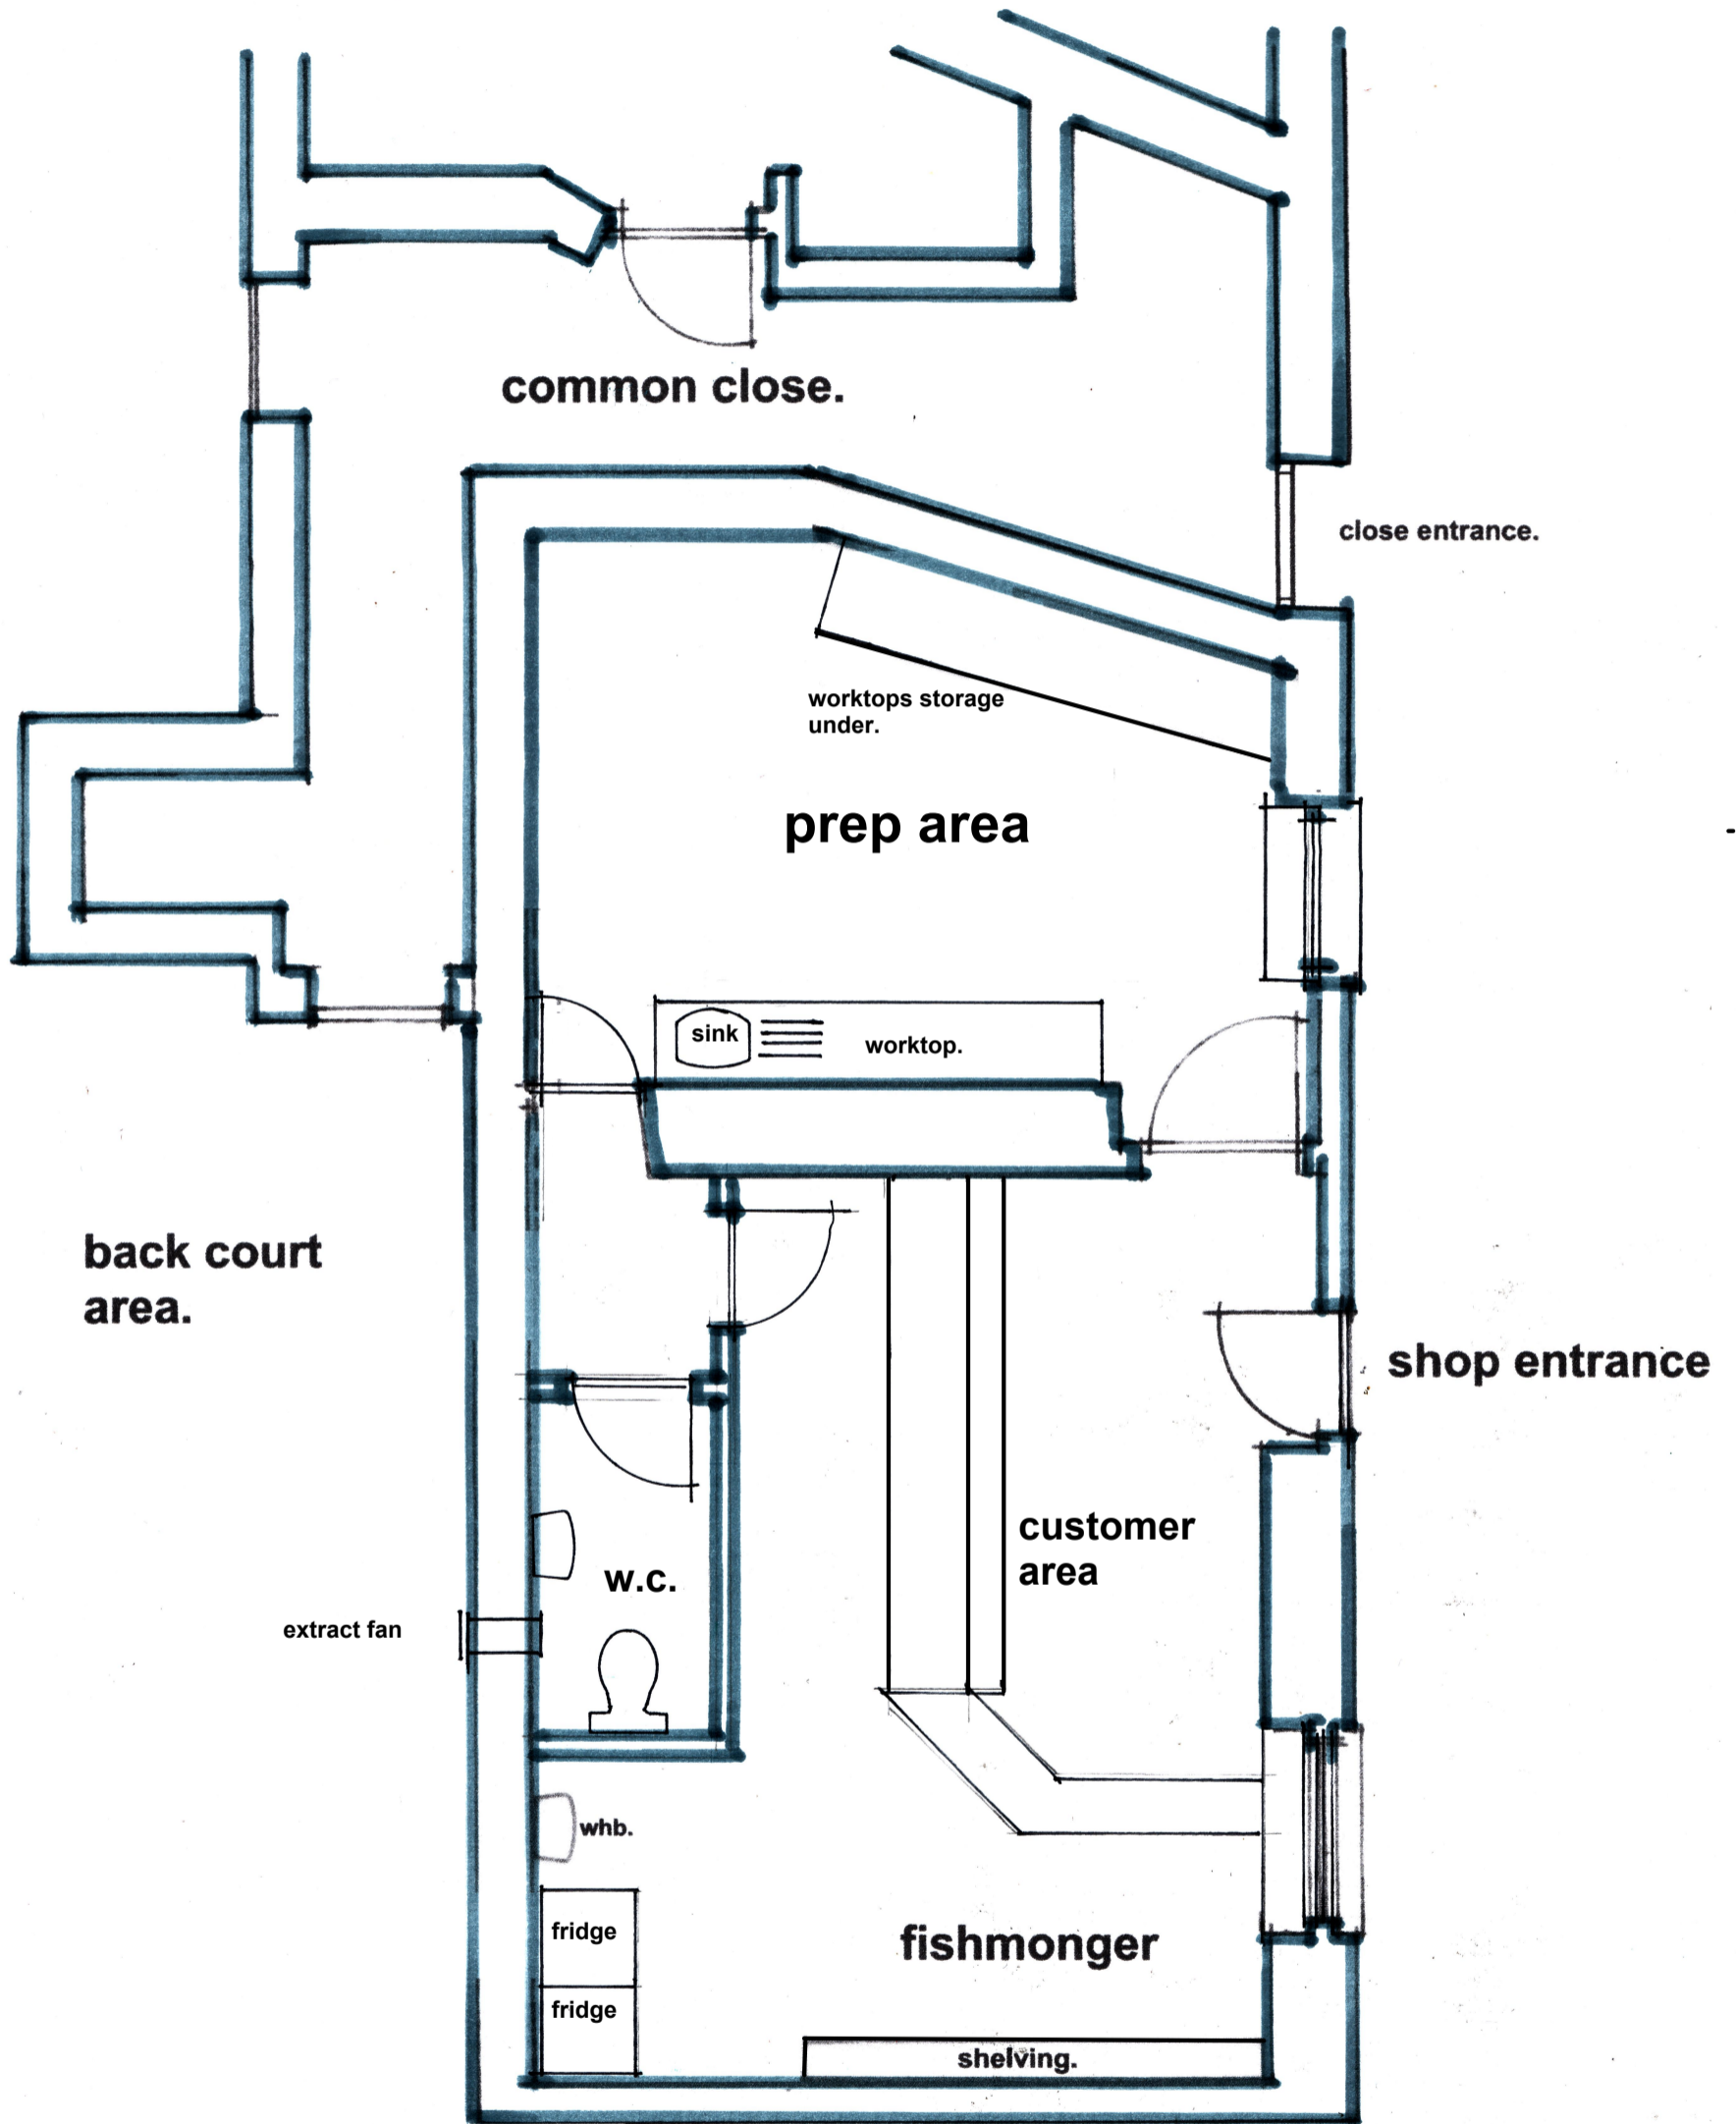 common close.
close entrance.
worktops storage
under.
prep area
sink
worktop.
back court
area.
shop entrance
customer
area
w.c.
extract fan
whb.
fridge
fishmonger
fridge
shelving.